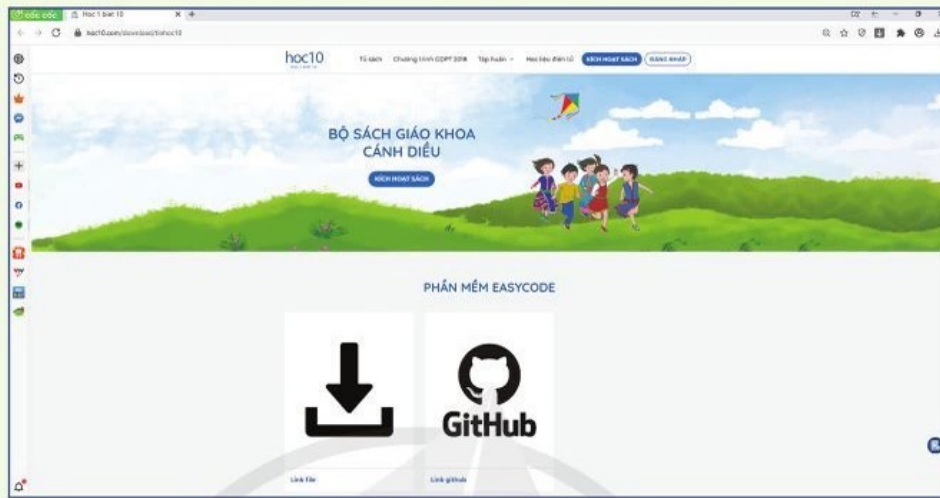 cốc cốc
Học 1 biết 10
hoc10.com/download/tinhoc10
hoc10
Tủ sách Chương trình GDPT 2018 Tập huấn Học liệu điện tử KÍCH HOẠT SÁCH ĐĂNG NHẬP
BỘ SÁCH GIÁO KHOA
CÁNH DIỀU
KÍCH HOẠT SÁCH
PHẦN MỀM EASYCODE
GitHub
Link file Link github